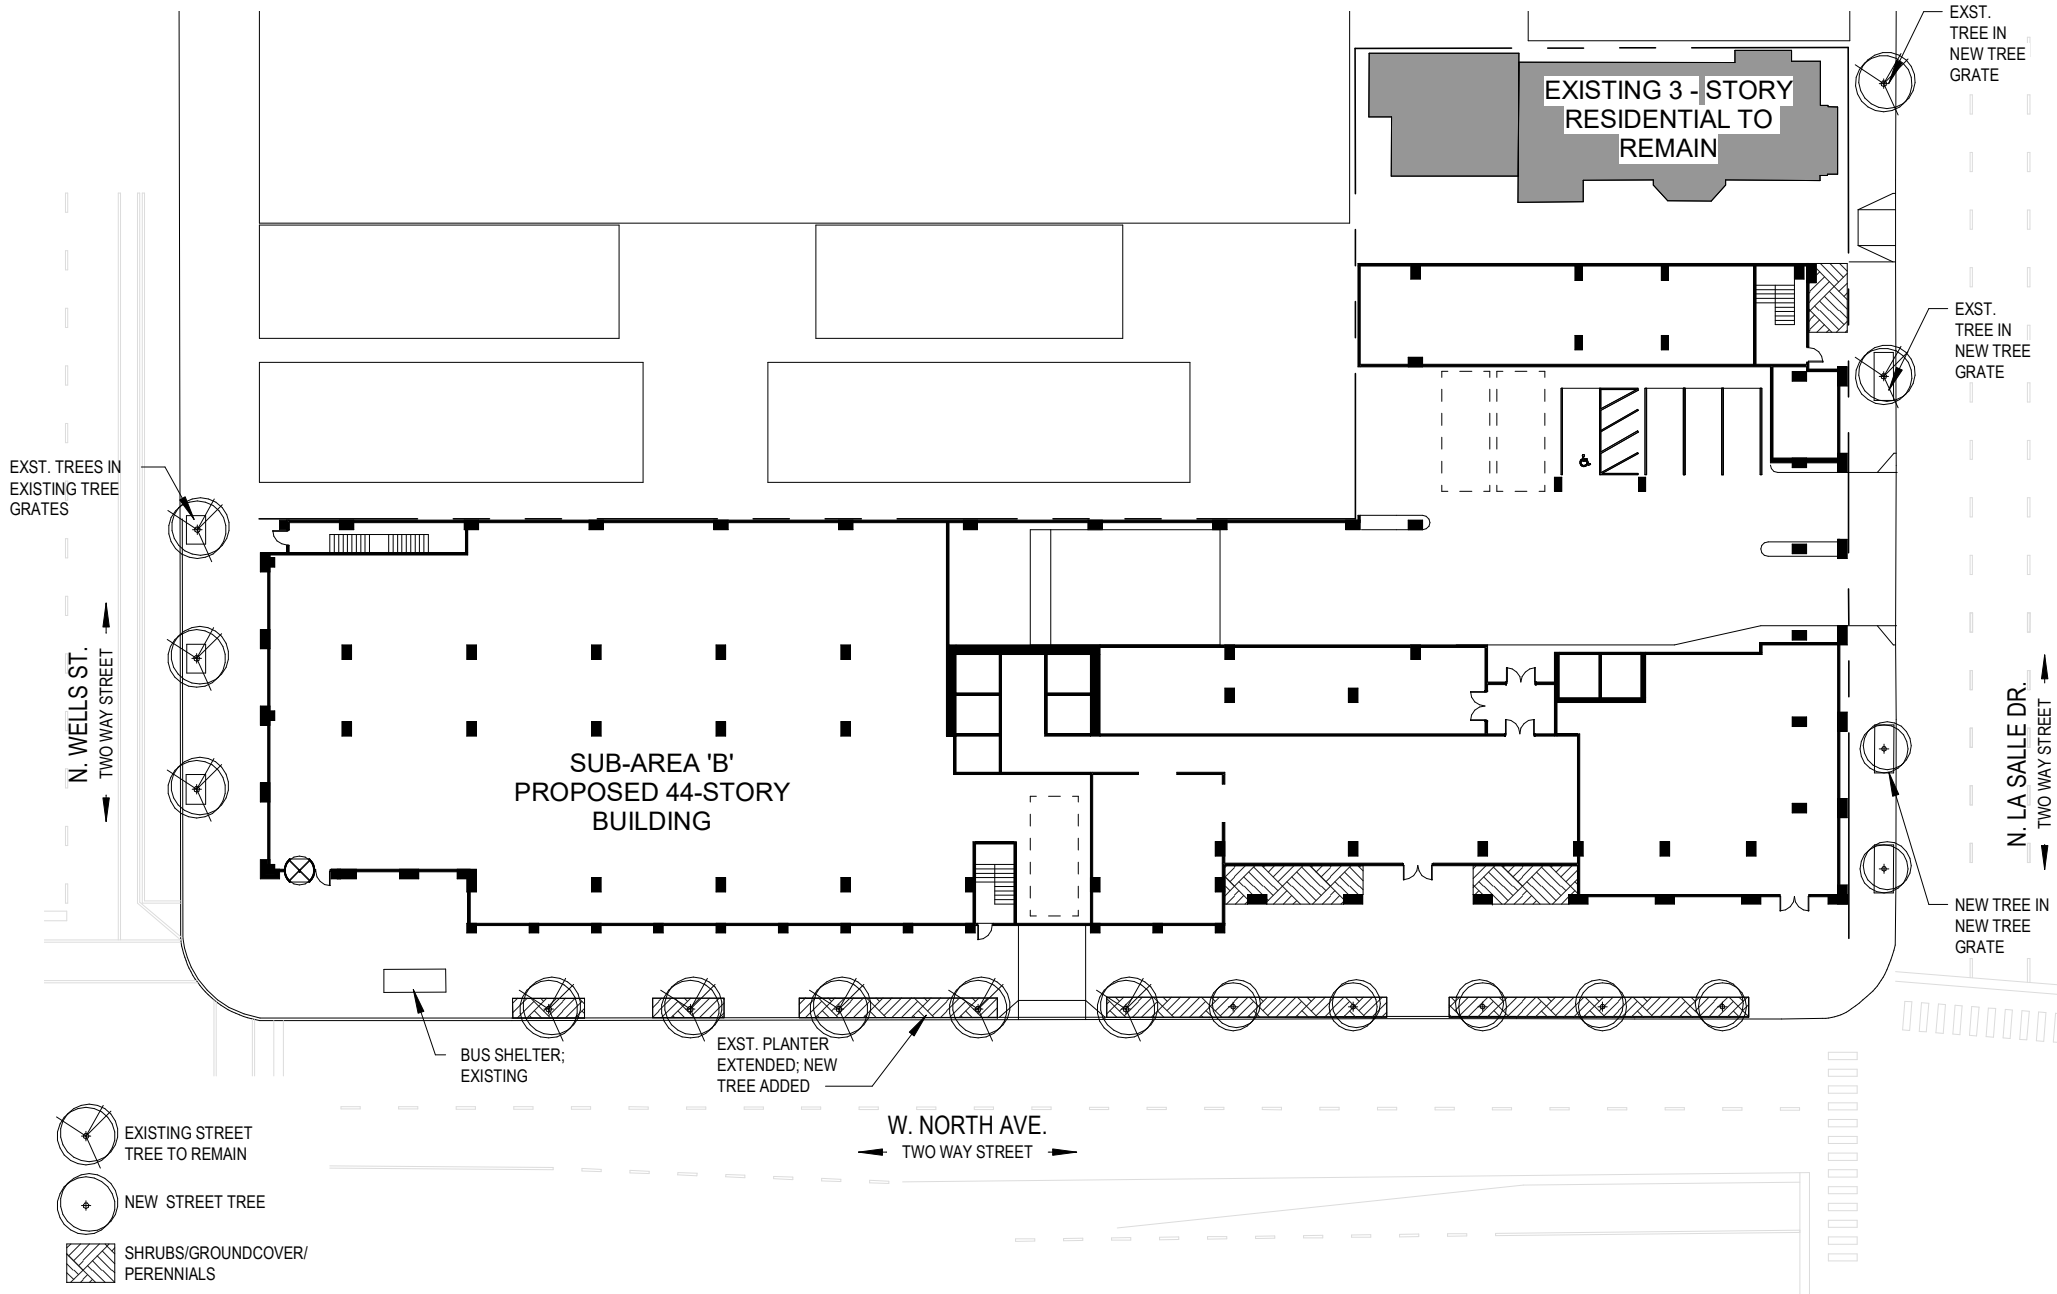 EXST.
TREE IN
NEW TREE
GRATE
EXISTING 3 - STORY
RESIDENTIAL TO
REMAIN
EXST.
TREE IN
NEW TREE
GRATE
EXST. TREES IN
EXISTING TREE
GRATES
N. WELLS ST.
TWO WAY STREET
SUB-AREA 'B'
PROPOSED 44-STORY
BUILDING
N. LA SALLE DR.
TWO WAY STREET
NEW TREE IN
NEW TREE
GRATE
BUS SHELTER;
EXISTING
EXST. PLANTER
EXTENDED; NEW
TREE ADDED
W. NORTH AVE.
TWO WAY STREET
EXISTING STREET
TREE TO REMAIN
NEW STREET TREE
SHRUBS/GROUNDCOVER/
PERENNIALS